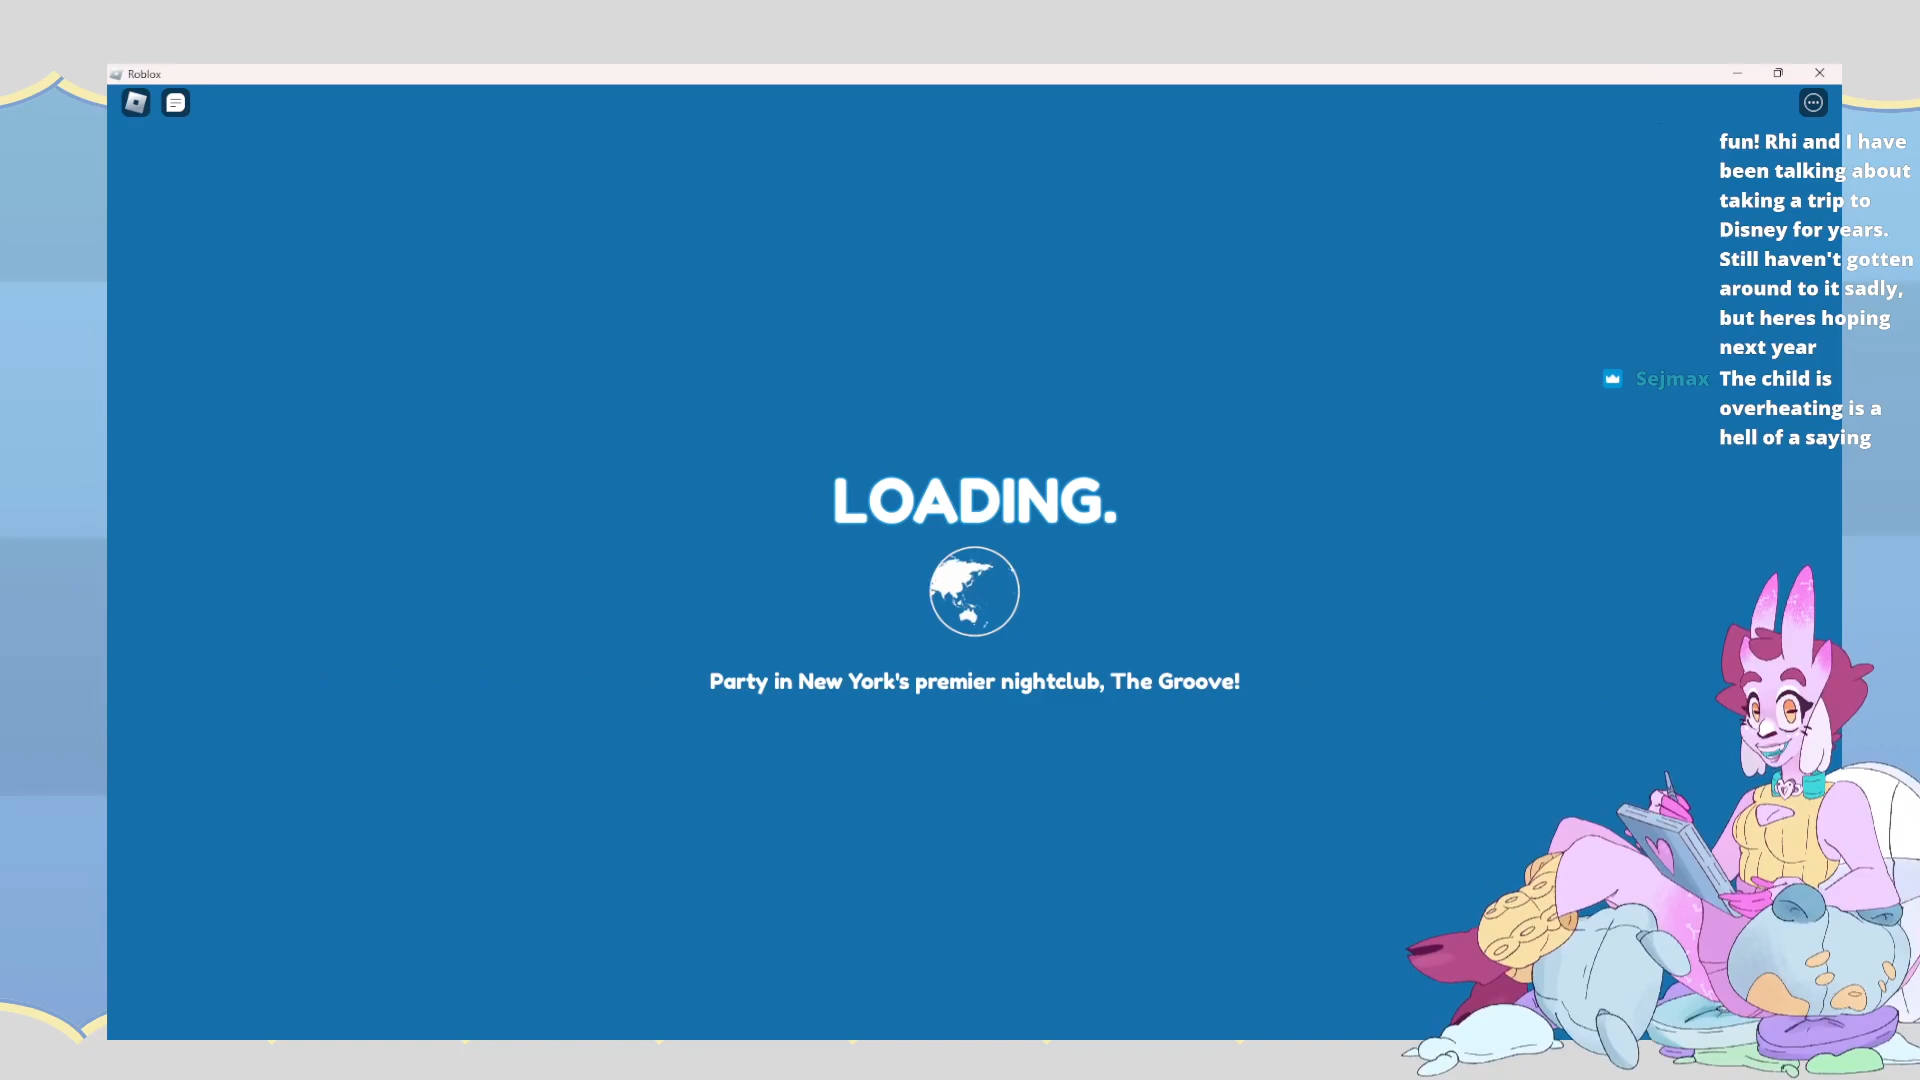 Roblox
fun! Rhi and I have
been talking about
taking a trip to
Disney for years.
Still haven't gotten
around to it sadly,
but heres hoping
next year
Sejmax The child is
overheating is a
hell of a saying
LOADING.
Party in New York's premier nightclub, The Groove!